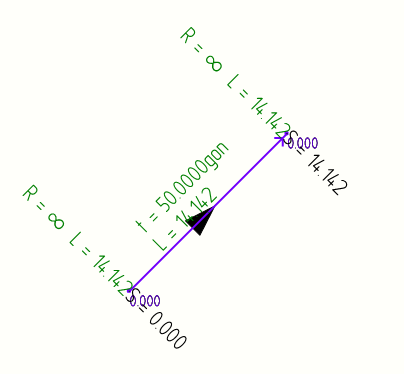 R = ∞ L = 14.142
S = 14.142
0.000
t = 50.0000gon
L = 14.142
R = ∞ L = 14.142
S = 0.000
0.000